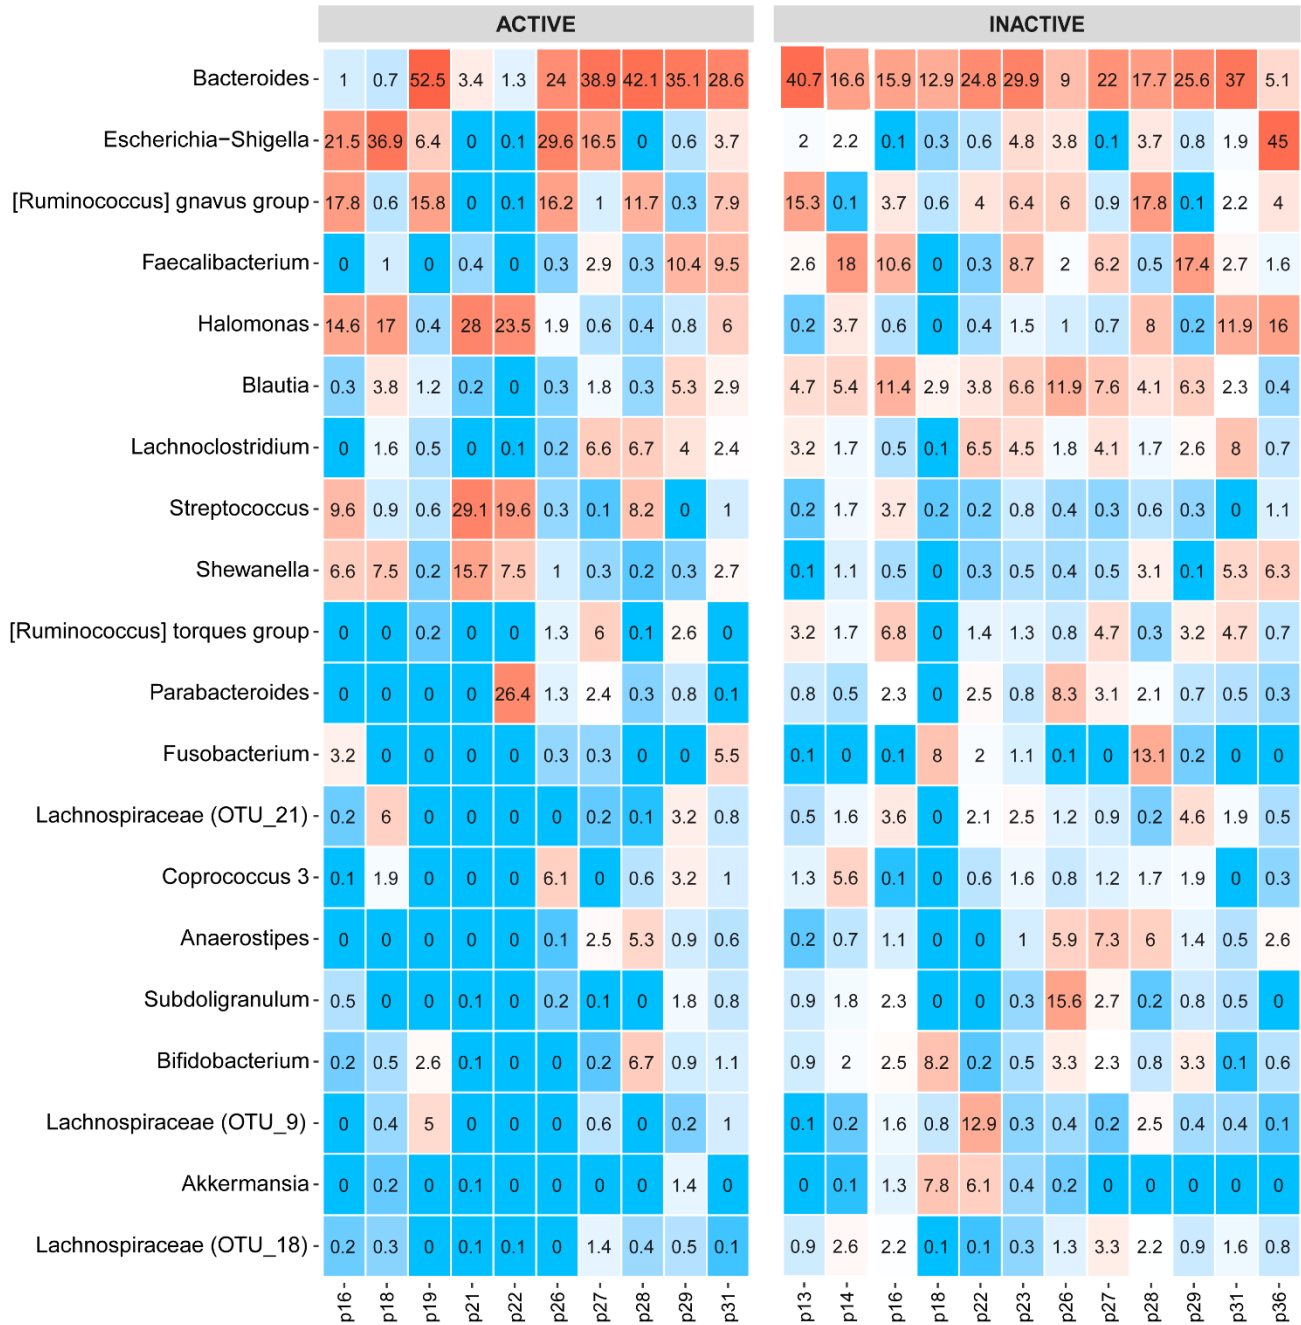 ACTIVE INACTIVE
Bacteroides 1 0.7 52.5 3.4 1.3 24 38.9 42.1 35.1 28.6 40.7 16.6 15.9 12.9 24.8 29.9 9 22 17.7 25.6 37 5.1
Escherichia−Shigella 21.5 36.9 6.4 0 0.1 29.6 16.5 0 0.6 3.7 2 2.2 0.1 0.3 0.6 4.8 3.8 0.1 3.7 0.8 1.9 45
[Ruminococcus] gnavus group 17.8 0.6 15.8 0 0.1 16.2 1 11.7 0.3 7.9 15.3 0.1 3.7 0.6 4 6.4 6 0.9 17.8 0.1 2.2 4
Faecalibacterium 0 1 0 0.4 0 0.3 2.9 0.3 10.4 9.5 2.6 18 10.6 0 0.3 8.7 2 6.2 0.5 17.4 2.7 1.6
Halomonas 14.6 17 0.4 28 23.5 1.9 0.6 0.4 0.8 6 0.2 3.7 0.6 0 0.4 1.5 1 0.7 8 0.2 11.9 16
Blautia 0.3 3.8 1.2 0.2 0 0.3 1.8 0.3 5.3 2.9 4.7 5.4 11.4 2.9 3.8 6.6 11.9 7.6 4.1 6.3 2.3 0.4
Lachnoclostridium 0 1.6 0.5 0 0.1 0.2 6.6 6.7 4 2.4 3.2 1.7 0.5 0.1 6.5 4.5 1.8 4.1 1.7 2.6 8 0.7
Streptococcus 9.6 0.9 0.6 29.1 19.6 0.3 0.1 8.2 0 1 0.2 1.7 3.7 0.2 0.2 0.8 0.4 0.3 0.6 0.3 0 1.1
Shewanella 6.6 7.5 0.2 15.7 7.5 1 0.3 0.2 0.3 2.7 0.1 1.1 0.5 0 0.3 0.5 0.4 0.5 3.1 0.1 5.3 6.3
[Ruminococcus] torques group 0 0 0.2 0 0 1.3 6 0.1 2.6 0 3.2 1.7 6.8 0 1.4 1.3 0.8 4.7 0.3 3.2 4.7 0.7
Parabacteroides 0 0 0 0 26.4 1.3 2.4 0.3 0.8 0.1 0.8 0.5 2.3 0 2.5 0.8 8.3 3.1 2.1 0.7 0.5 0.3
Fusobacterium 3.2 0 0 0 0 0.3 0.3 0 0 5.5 0.1 0 0.1 8 2 1.1 0.1 0 13.1 0.2 0 0
Lachnospiraceae (OTU_21) 0.2 6 0 0 0 0 0.2 0.1 3.2 0.8 0.5 1.6 3.6 0 2.1 2.5 1.2 0.9 0.2 4.6 1.9 0.5
Coprococcus 3 0.1 1.9 0 0 0 6.1 0 0.6 3.2 1 1.3 5.6 0.1 0 0.6 1.6 0.8 1.2 1.7 1.9 0 0.3
Anaerostipes 0 0 0 0 0 0.1 2.5 5.3 0.9 0.6 0.2 0.7 1.1 0 0 1 5.9 7.3 6 1.4 0.5 2.6
Subdoligranulum 0.5 0 0 0.1 0 0.2 0.1 0 1.8 0.8 0.9 1.8 2.3 0 0 0.3 15.6 2.7 0.2 0.8 0.5 0
Bifidobacterium 0.2 0.5 2.6 0.1 0 0 0.2 6.7 0.9 1.1 0.9 2 2.5 8.2 0.2 0.5 3.3 2.3 0.8 3.3 0.1 0.6
Lachnospiraceae (OTU_9) 0 0.4 5 0 0 0 0.6 0 0.2 1 0.1 0.2 1.6 0.8 12.9 0.3 0.4 0.2 2.5 0.4 0.4 0.1
Akkermansia 0 0.2 0 0.1 0 0 0 0 1.4 0 0 0.1 1.3 7.8 6.1 0.4 0.2 0 0 0 0 0
Lachnospiraceae (OTU_18) 0.2 0.3 0 0.1 0.1 0 1.4 0.4 0.5 0.1 0.9 2.6 2.2 0.1 0.1 0.3 1.3 3.3 2.2 0.9 1.6 0.8
p16 p18 p19 p21 p22 p26 p27 p28 p29 p31 p13 p14 p16 p18 p22 p23 p26 p27 p28 p29 p31 p36